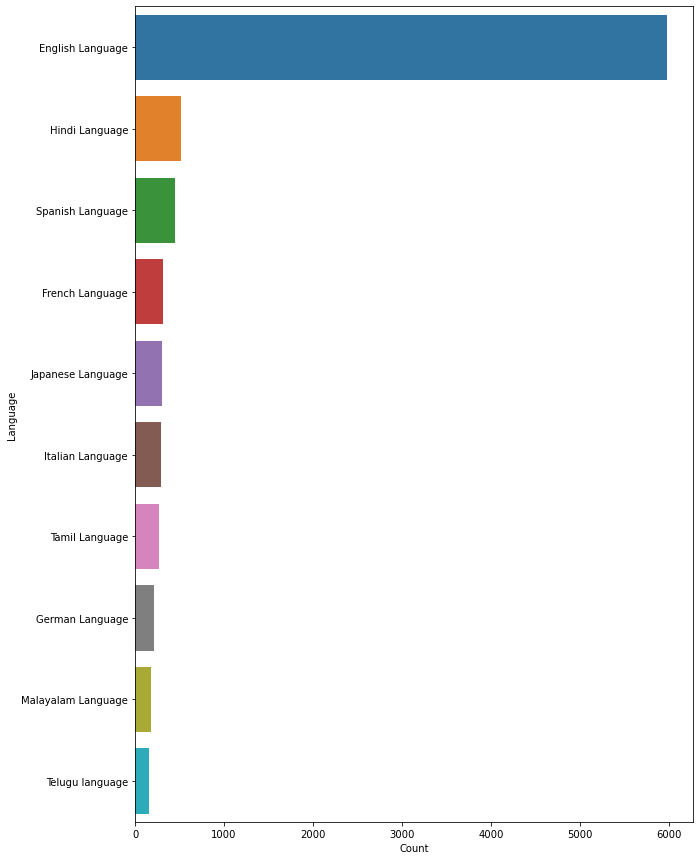 English Language
Hindi Language
Spanish Language
French Language
Japanese Language
Italian Language
Tamil Language
German Language
Malayalam Language
Telugu language
Language
0 1000 2000 3000 4000 5000 6000
Count